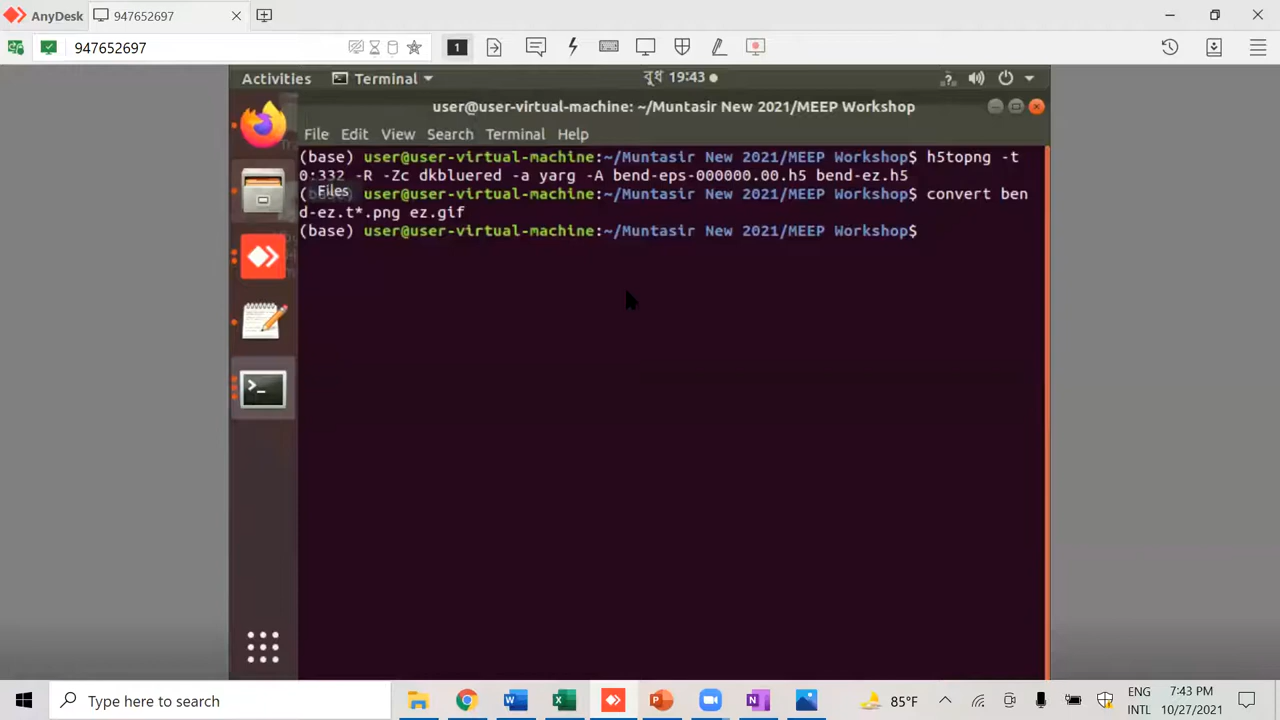 AnyDesk
947652697
947652697
1
Activities
Terminal
বুধ 19:43
user@user-virtual-machine: ~/Muntasir New 2021/MEEP Workshop
File Edit View Search Terminal Help
(base) user@user-virtual-machine:~/Muntasir New 2021/MEEP Workshop$ h5topng -t
0:332 -R -Zc dkbluered -a yarg -A bend-eps-000000.00.h5 bend-ez.h5
(base) user@user-virtual-machine:~/Muntasir New 2021/MEEP Workshop$ convert ben
d-ez.t*.png ez.gif
(base) user@user-virtual-machine:~/Muntasir New 2021/MEEP Workshop$
Files
Type here to search
85°F
ENG
INTL
7:43 PM
10/27/2021